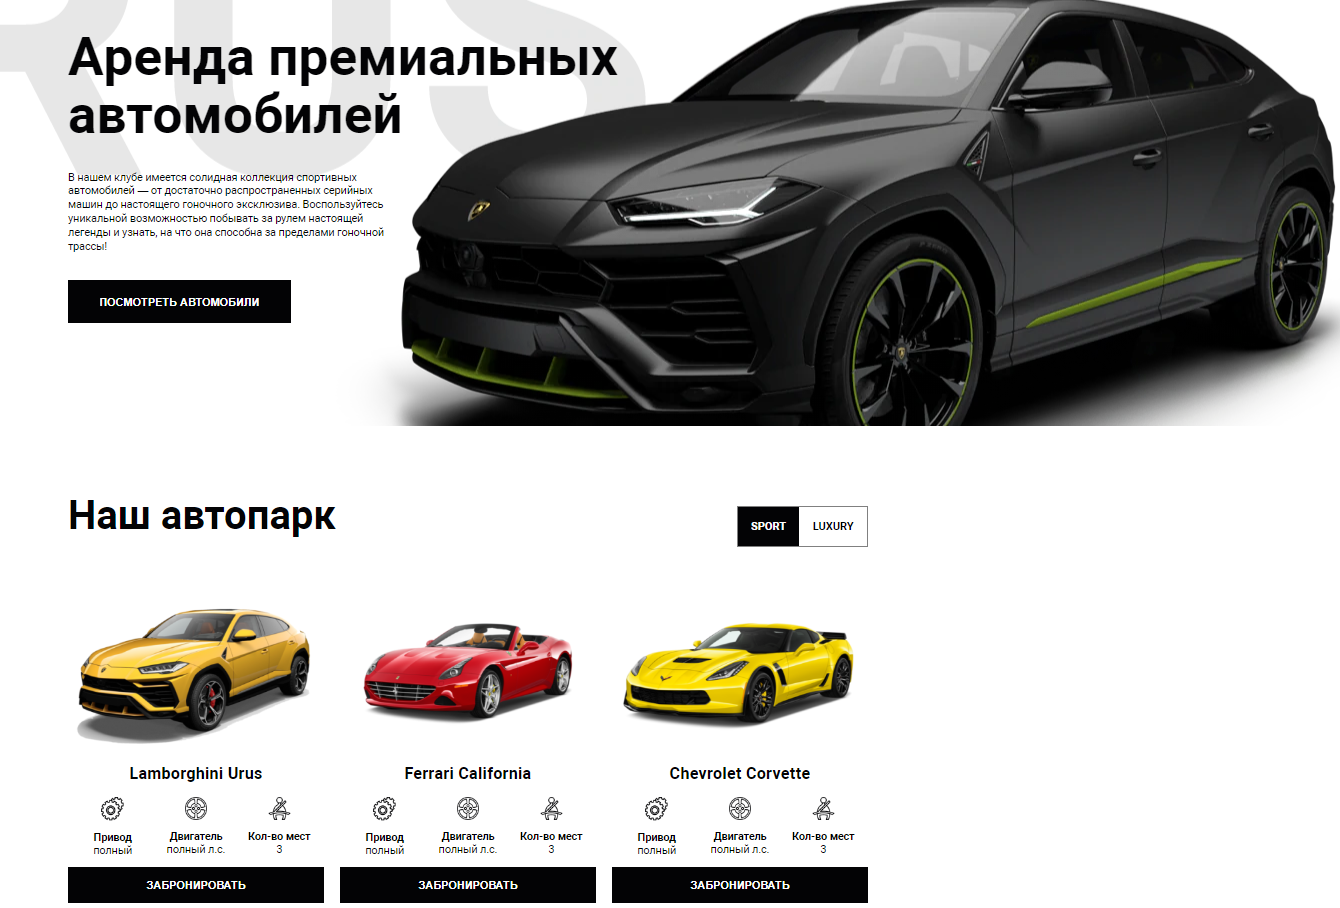 RUS
Аренда премиальных
автомобилей
В нашем клубе имеется солидная коллекция спортивных
автомобилей — от достаточно распространенных серийных
машин до настоящего гоночного эксклюзива. Воспользуйтесь
уникальной возможностью побывать за рулем настоящей
легенды и узнать, на что она способна за пределами гоночной
трассы!
ПОСМОТРЕТЬ АВТОМОБИЛИ
Наш автопарк
SPORT
LUXURY
Lamborghini Urus
Привод
полный
Двигатель
полный л.с.
Кол-во мест
3
ЗАБРОНИРОВАТЬ
Ferrari California
Привод
полный
Двигатель
полный л.с.
Кол-во мест
3
ЗАБРОНИРОВАТЬ
Chevrolet Corvette
Привод
полный
Двигатель
полный л.с.
Кол-во мест
3
ЗАБРОНИРОВАТЬ